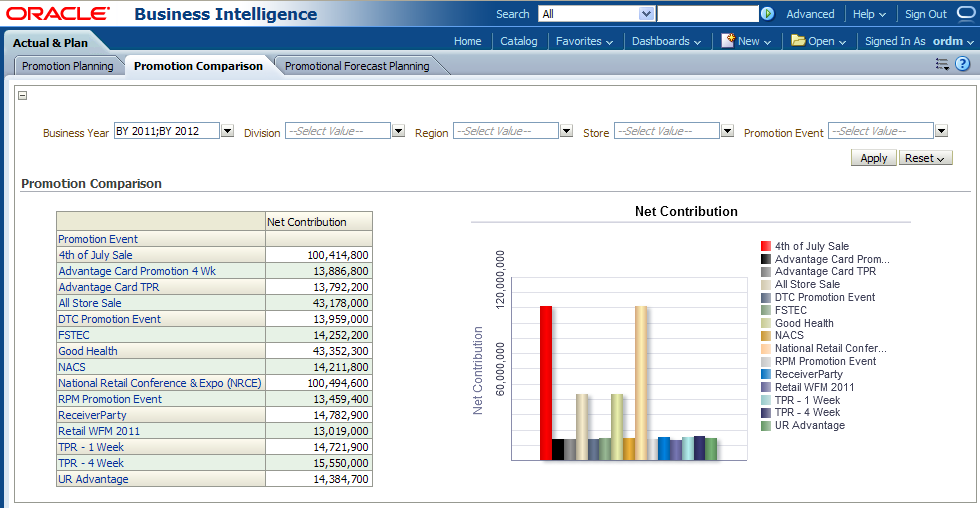 ORACLE® Business Intelligence Search All Advanced Help Sign Out
Actual & Plan Home Catalog Favorites Dashboards New Open Signed In As ordm
Promotion Planning Promotion Comparison Promotional Forecast Planning
Business Year BY 2011;BY 2012 Division --Select Value-- Region --Select Value-- Store --Select Value-- Promotion Event --Select Value--
Apply Reset
Promotion Comparison
Net Contribution
Promotion Event
4th of July Sale 100,414,800
Advantage Card Promotion 4 Wk 13,886,800
Advantage Card TPR 13,792,200
All Store Sale 43,178,000
DTC Promotion Event 13,959,000
FSTEC 14,252,200
Good Health 43,352,300
NACS 14,211,800
National Retail Conference & Expo (NRCE) 100,494,600
RPM Promotion Event 13,459,400
ReceiverParty 14,782,900
Retail WFM 2011 13,019,000
TPR - 1 Week 14,721,900
TPR - 4 Week 15,550,000
UR Advantage 14,384,700
Net Contribution
Net Contribution
120,000,000
60,000,000
4th of July Sale
Advantage Card Prom...
Advantage Card TPR
All Store Sale
DTC Promotion Event
FSTEC
Good Health
NACS
National Retail Confer...
RPM Promotion Event
ReceiverParty
Retail WFM 2011
TPR - 1 Week
TPR - 4 Week
UR Advantage